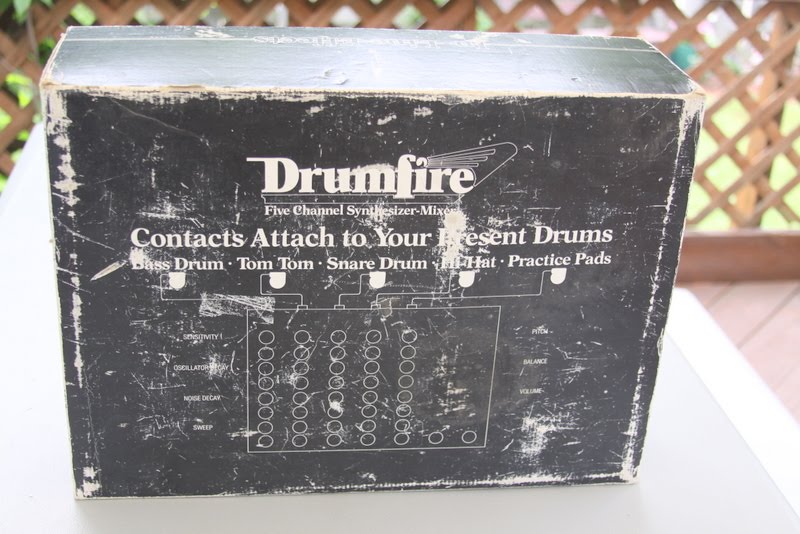 Drumfire
Five Channel Synthesizer-Mixer
Contacts Attach to Your Present Drums
Bass Drum · Tom Tom · Snare Drum · Hi-Hat · Practice Pads
SENSITIVITY
PITCH
OSCILLATOR DECAY
BALANCE
NOISE DECAY
VOLUME
SWEEP